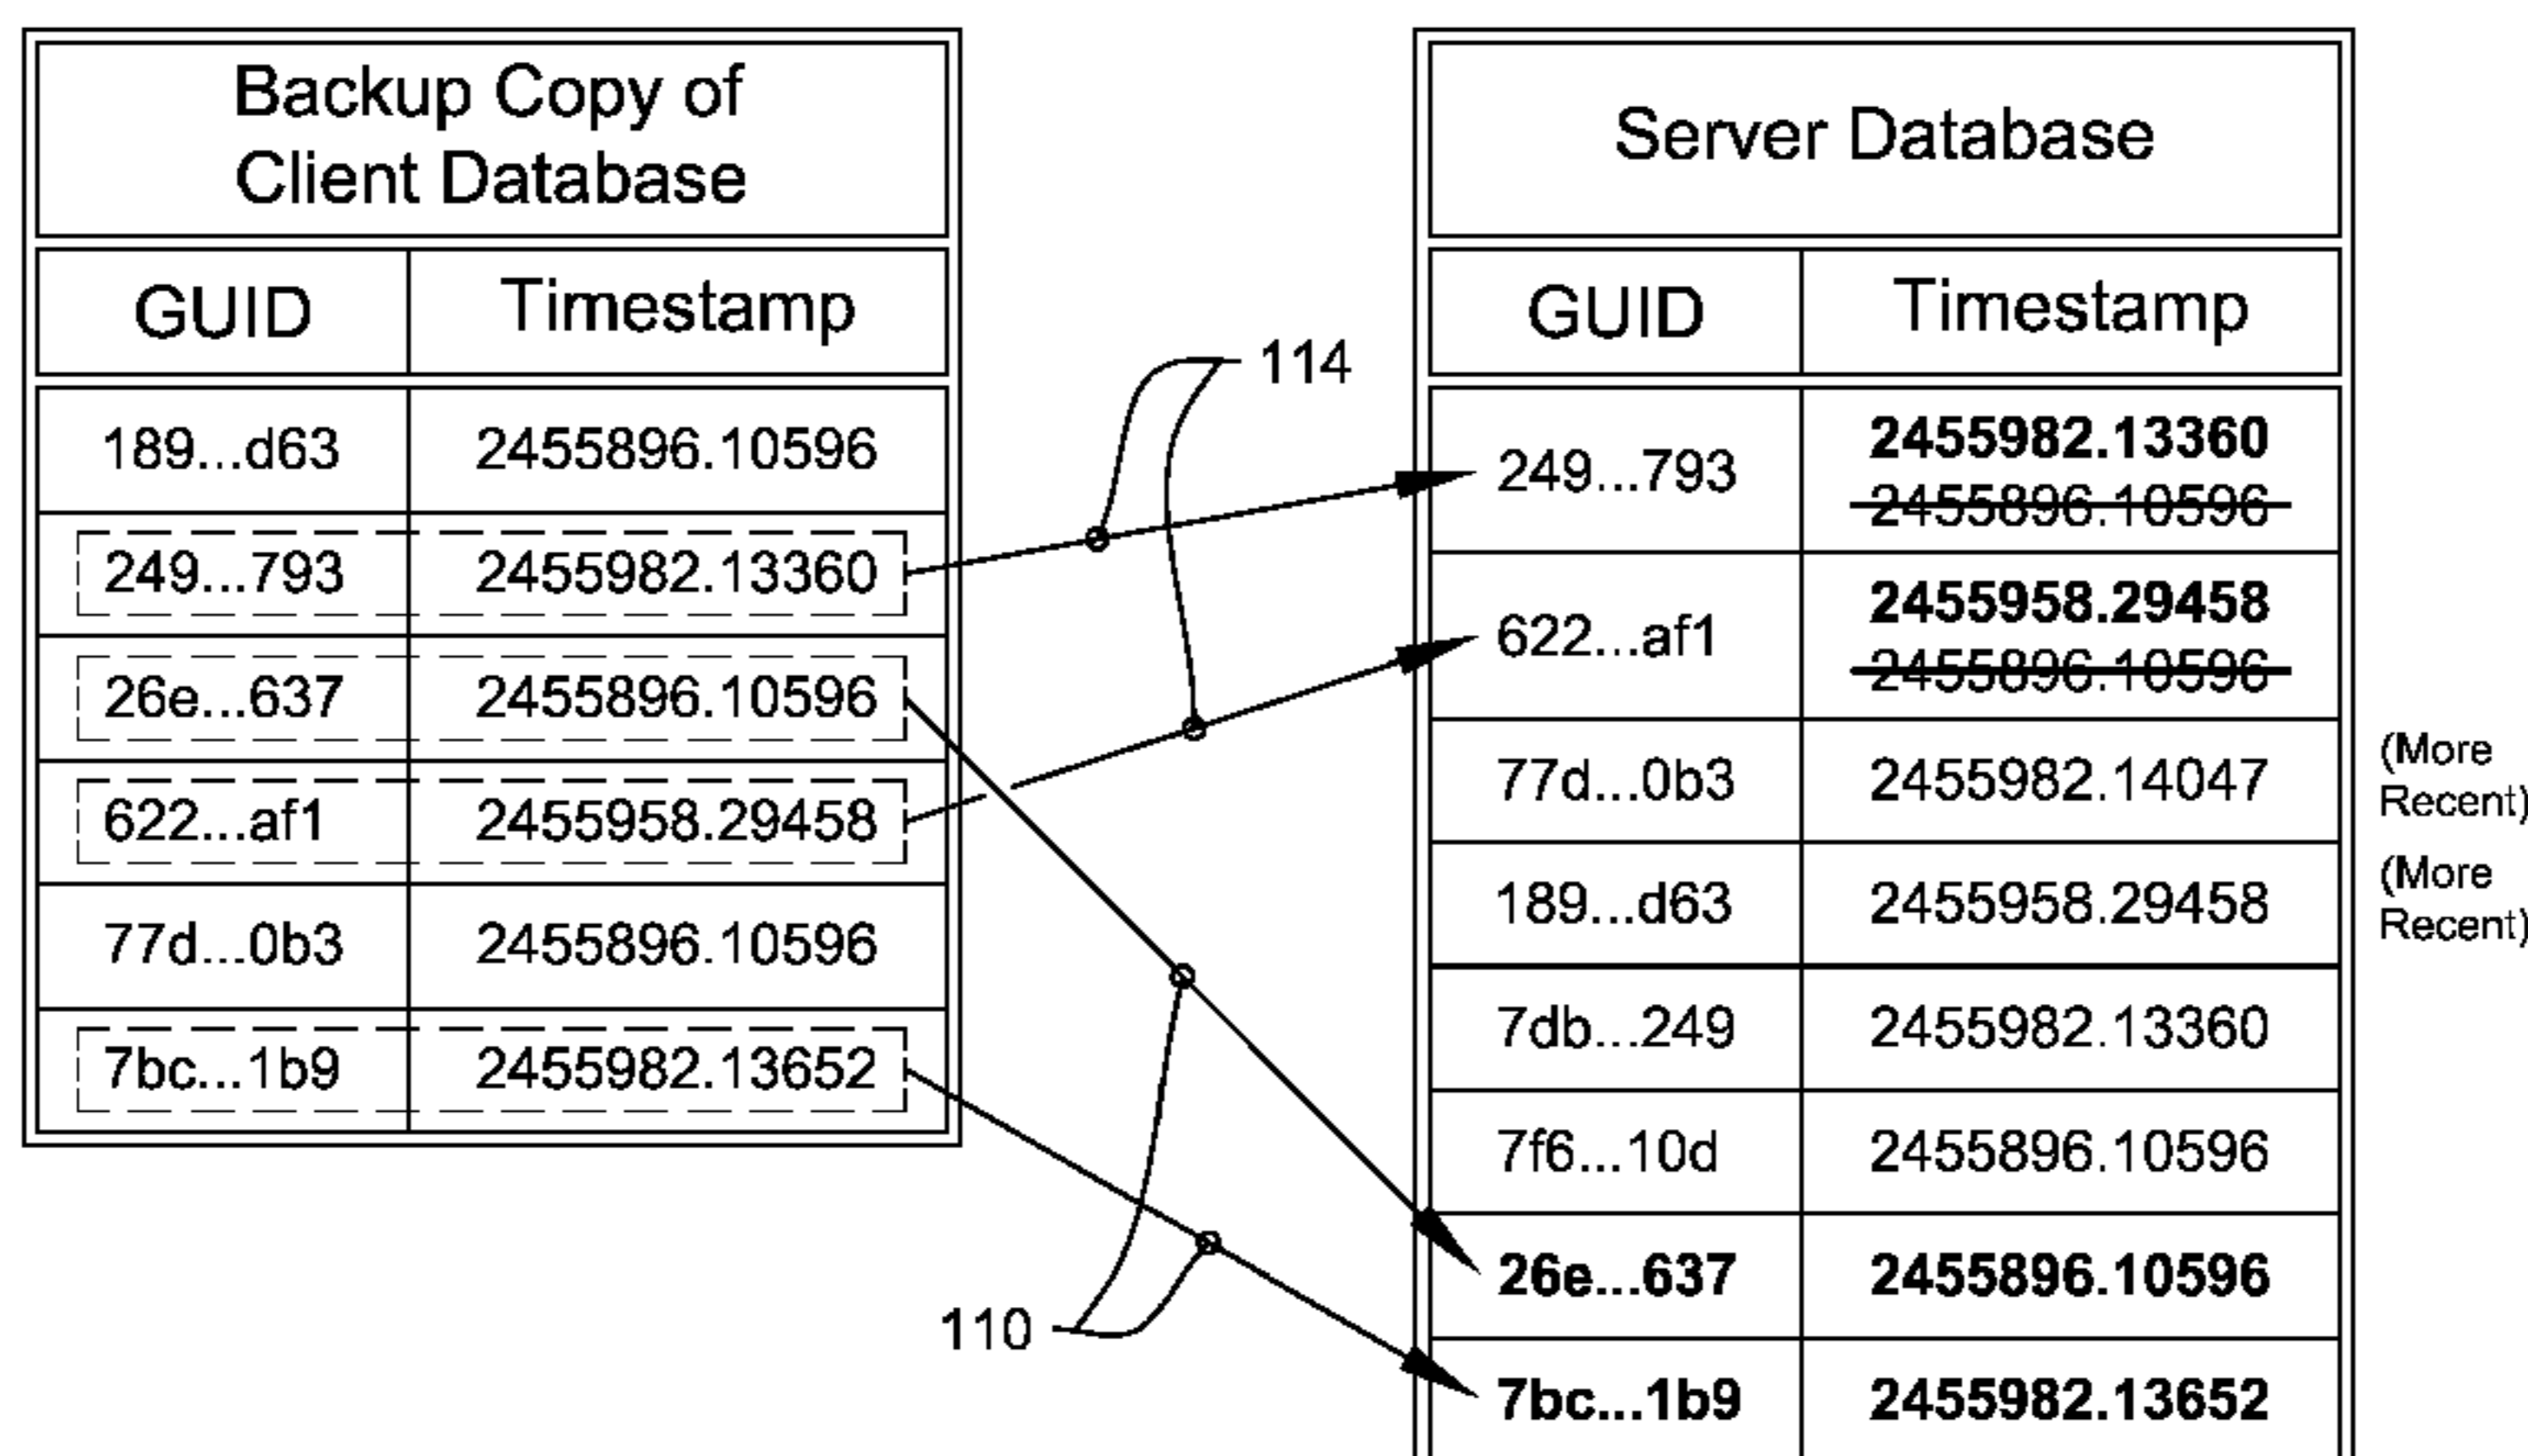 Backup Copy of
Client Database
GUID Timestamp
189...d63 2455896.10596
249...793 2455982.13360
26e...637 2455896.10596
622...af1 2455958.29458
77d...0b3 2455896.10596
7bc...1b9 2455982.13652
114
110
Server Database
GUID Timestamp
249...793 2455982.13360
2455896.10596
622...af1 2455958.29458
2455896.10596
77d...0b3 2455982.14047 (More
Recent)
189...d63 2455958.29458 (More
Recent)
7db...249 2455982.13360
7f6...10d 2455896.10596
26e...637 2455896.10596
7bc...1b9 2455982.13652